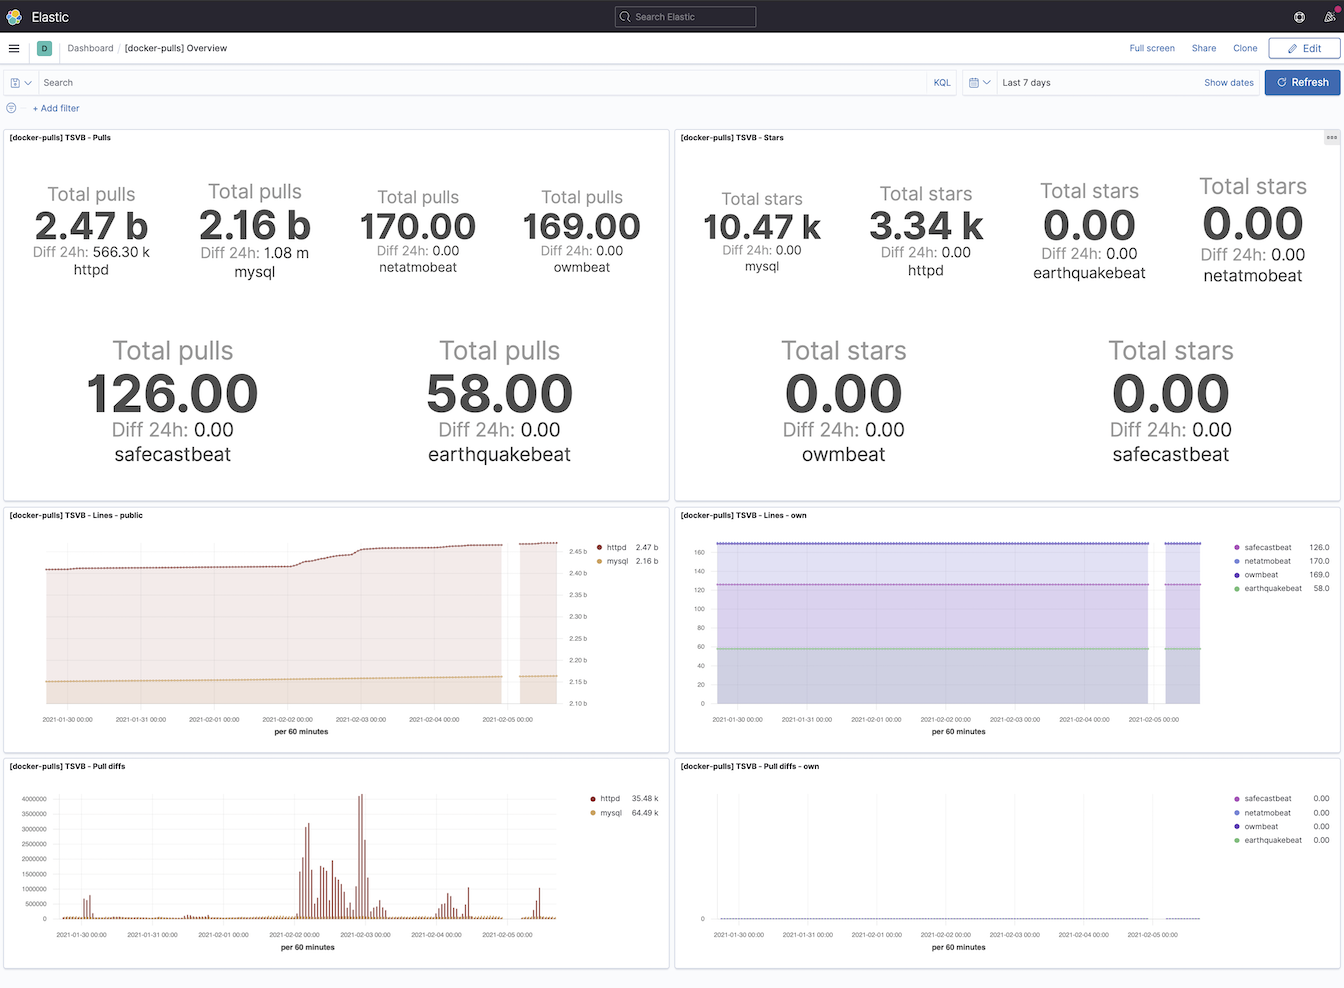 Elastic
Search Elastic
D
Dashboard / [docker-pulls] Overview
Full screen Share Clone Edit
Search
KQL
Last 7 days
Show dates
Refresh
+ Add filter
[docker-pulls] TSVB - Pulls
Total pulls
2.47 b
Diff 24h: 566.30 k
httpd
Total pulls
2.16 b
Diff 24h: 1.08 m
mysql
Total pulls
170.00
Diff 24h: 0.00
netatmobeat
Total pulls
169.00
Diff 24h: 0.00
owmbeat
Total pulls
126.00
Diff 24h: 0.00
safecastbeat
Total pulls
58.00
Diff 24h: 0.00
earthquakebeat
[docker-pulls] TSVB - Stars
Total stars
10.47 k
Diff 24h: 0.00
mysql
Total stars
3.34 k
Diff 24h: 0.00
httpd
Total stars
0.00
Diff 24h: 0.00
earthquakebeat
Total stars
0.00
Diff 24h: 0.00
netatmobeat
Total stars
0.00
Diff 24h: 0.00
owmbeat
Total stars
0.00
Diff 24h: 0.00
safecastbeat
[docker-pulls] TSVB - Lines - public
2.45 b
2.40 b
2.35 b
2.30 b
2.25 b
2.20 b
2.15 b
2.10 b
httpd 2.47 b
mysql 2.16 b
2021-01-30 00:00 2021-01-31 00:00 2021-02-01 00:00 2021-02-02 00:00 2021-02-03 00:00 2021-02-04 00:00 2021-02-05 00:00
per 60 minutes
[docker-pulls] TSVB - Lines - own
160
140
120
100
80
60
40
20
0
safecastbeat 126.0
netatmobeat 170.0
owmbeat 169.0
earthquakebeat 58.0
2021-01-30 00:00 2021-01-31 00:00 2021-02-01 00:00 2021-02-02 00:00 2021-02-03 00:00 2021-02-04 00:00 2021-02-05 00:00
per 60 minutes
[docker-pulls] TSVB - Pull diffs
4000000
3500000
3000000
2500000
2000000
1500000
1000000
500000
0
httpd 35.48 k
mysql 64.49 k
2021-01-30 00:00 2021-01-31 00:00 2021-02-01 00:00 2021-02-02 00:00 2021-02-03 00:00 2021-02-04 00:00 2021-02-05 00:00
per 60 minutes
[docker-pulls] TSVB - Pull diffs - own
0
safecastbeat 0.00
netatmobeat 0.00
owmbeat 0.00
earthquakebeat 0.00
2021-01-30 00:00 2021-01-31 00:00 2021-02-01 00:00 2021-02-02 00:00 2021-02-03 00:00 2021-02-04 00:00 2021-02-05 00:00
per 60 minutes